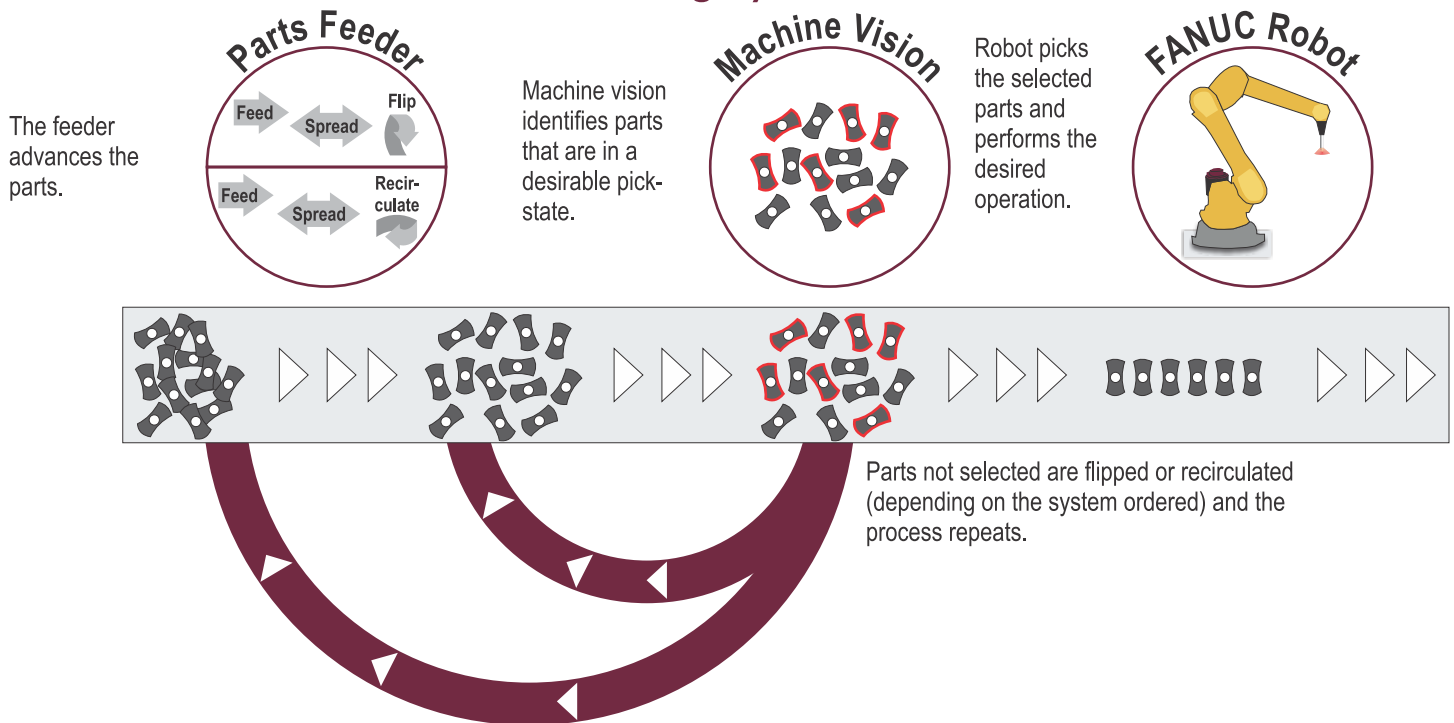 Parts Feeder
Feed
Spread
Flip
Feed
Spread
Recir-
culate
The feeder
advances the
parts.
Machine vision
identifies parts
that are in a
desirable pick-
state.
Machine Vision
Robot picks
the selected
parts and
performs the
desired
operation.
FANUC Robot
Parts not selected are flipped or recirculated
(depending on the system ordered) and the
process repeats.